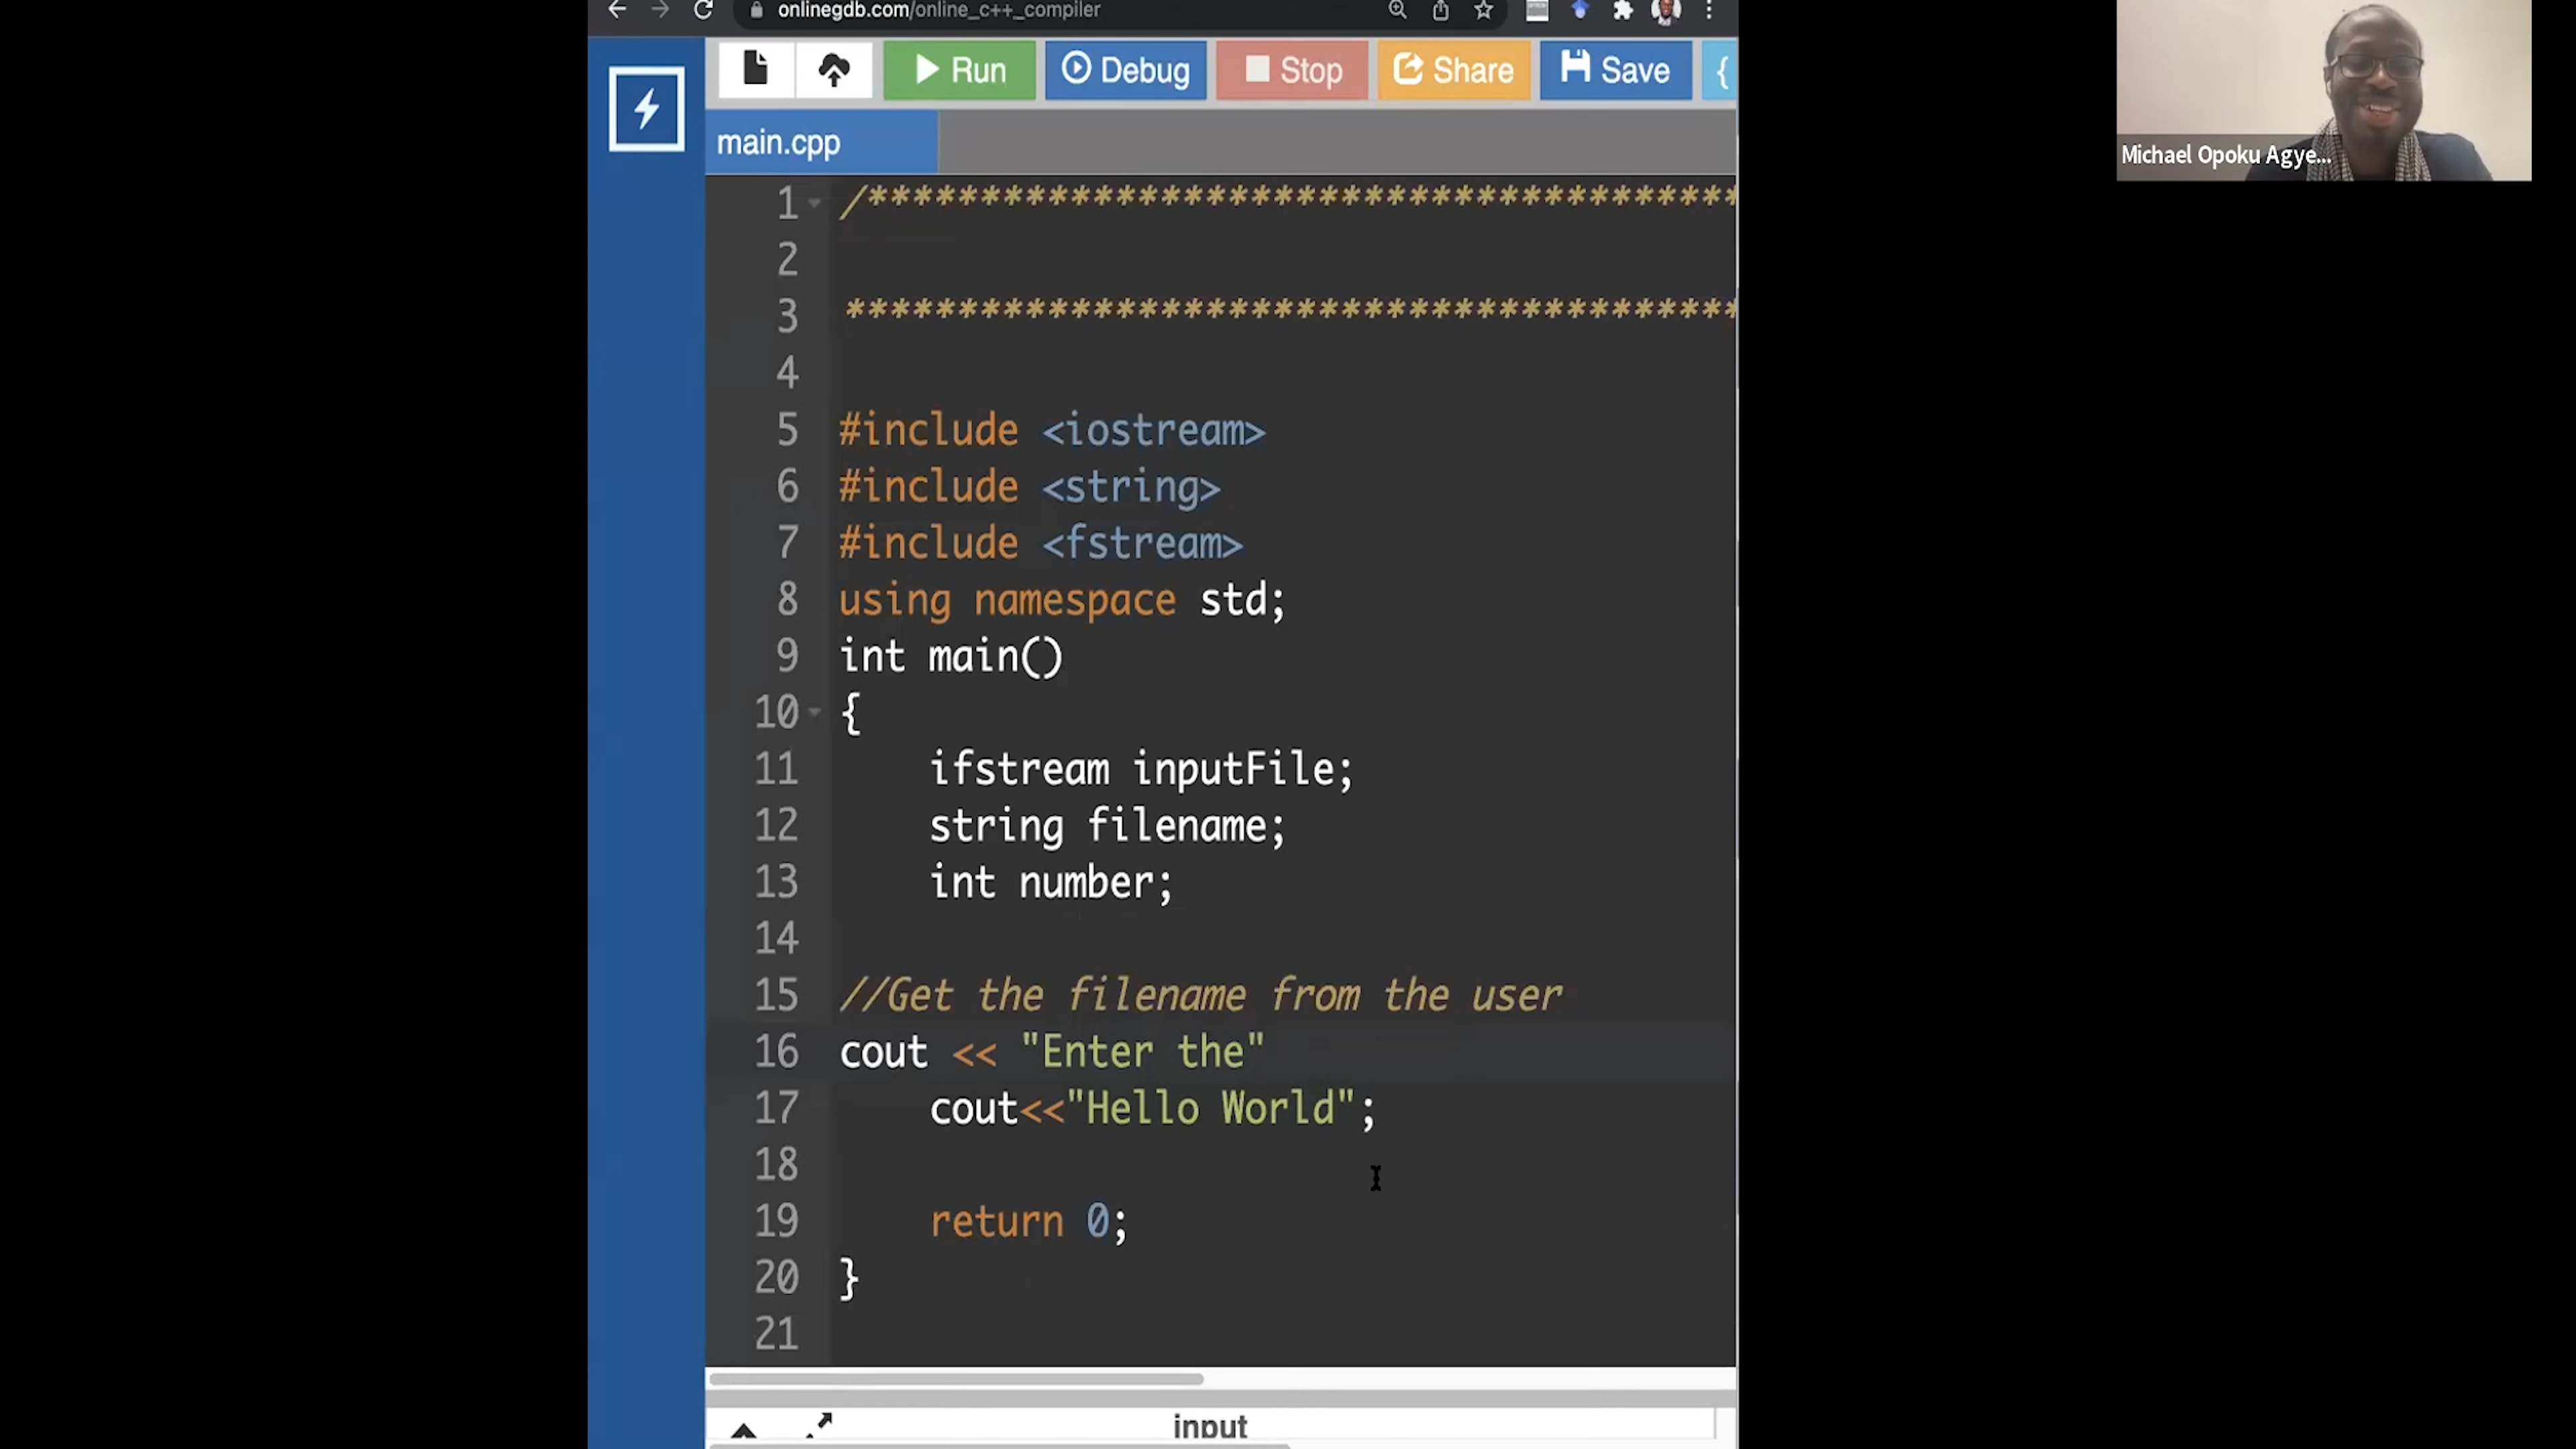 onlinegdb.com/online_c++_compiler
Run Debug Stop Share Save {
main.cpp
1 /***************************************
2
3 ****************************************
4
5 #include <iostream>
6 #include <string>
7 #include <fstream>
8 using namespace std;
9 int main()
10 {
11 ifstream inputFile;
12 string filename;
13 int number;
14
15 //Get the filename from the user
16 cout << "Enter the"
17 cout<<"Hello World";
18
19 return 0;
20 }
21
input
Michael Opoku Agye...